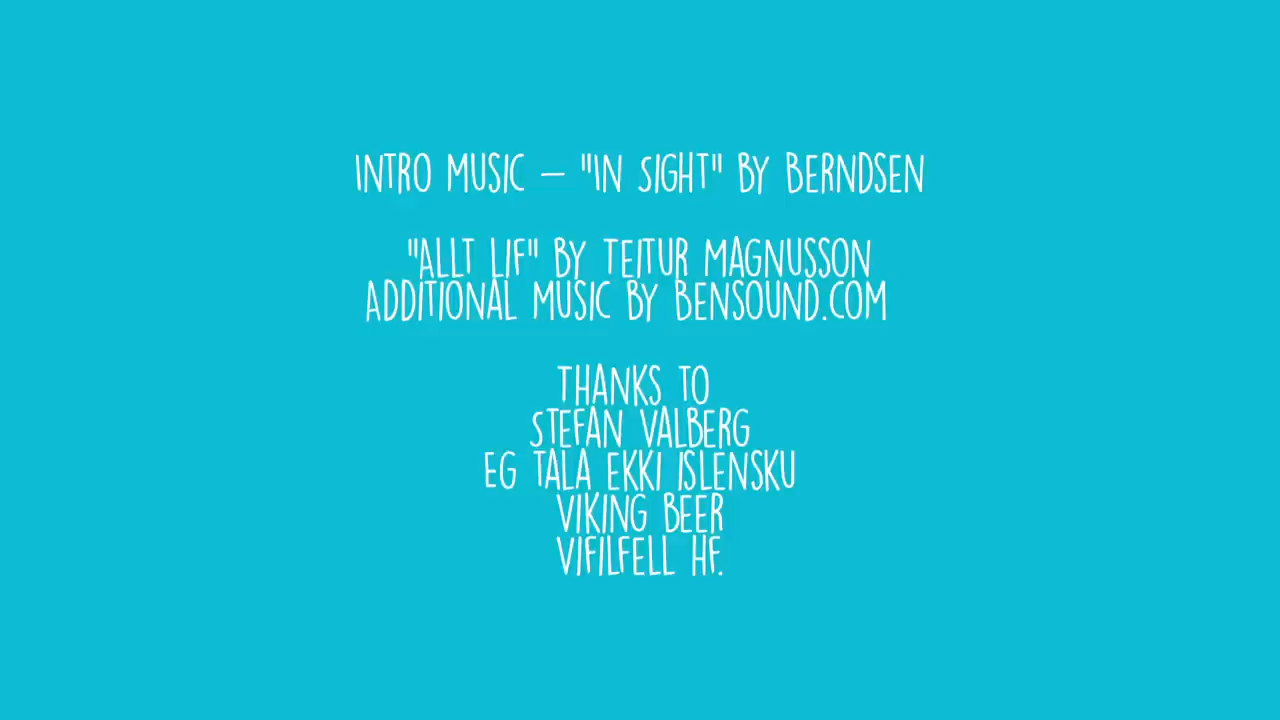 INTRO MUSIC – "IN SIGHT" BY BERNDSEN
"ALLT LIF" BY TEITUR MAGNUSSON
ADDITIONAL MUSIC BY BENSOUND.COM
THANKS TO
STEFAN VALBERG
EG TALA EKKI ISLENSKU
VIKING BEER
VIFILFELL HF.